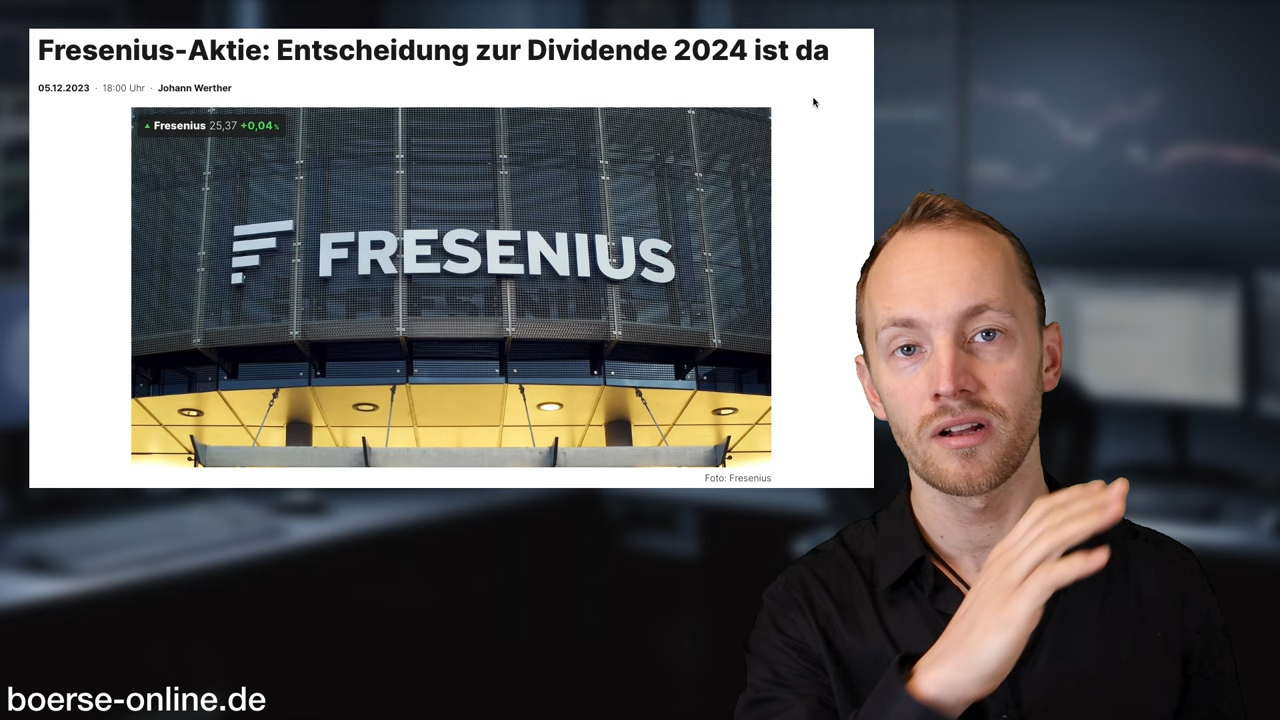 Fresenius-Aktie: Entscheidung zur Dividende 2024 ist da
05.12.2023 · 18:00 Uhr · Johann Werther
▲ Fresenius 25,37 +0,04%
FRESENIUS
Foto: Fresenius
boerse-online.de